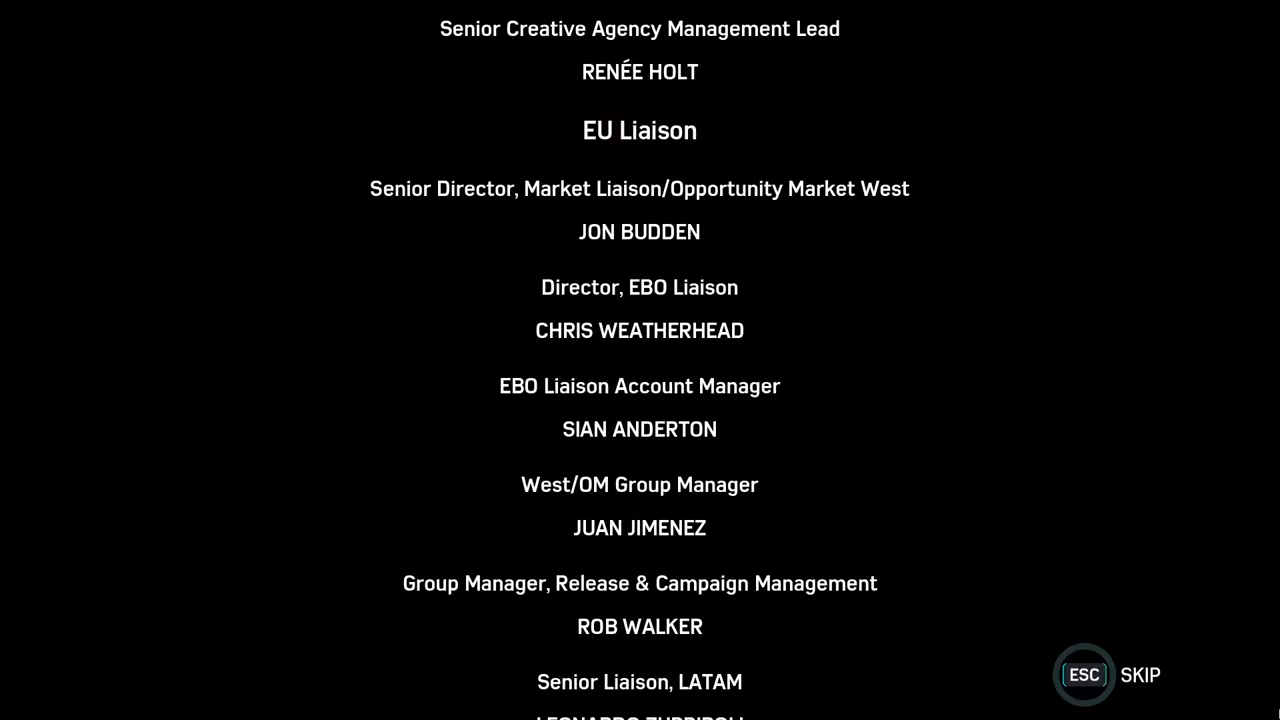 Senior Creative Agency Management Lead
RENÉE HOLT
EU Liaison
Senior Director, Market Liaison/Opportunity Market West
JON BUDDEN
Director, EBO Liaison
CHRIS WEATHERHEAD
EBO Liaison Account Manager
SIAN ANDERTON
West/OM Group Manager
JUAN JIMENEZ
Group Manager, Release & Campaign Management
ROB WALKER
ESC SKIP
Senior Liaison, LATAM
LEONARDO